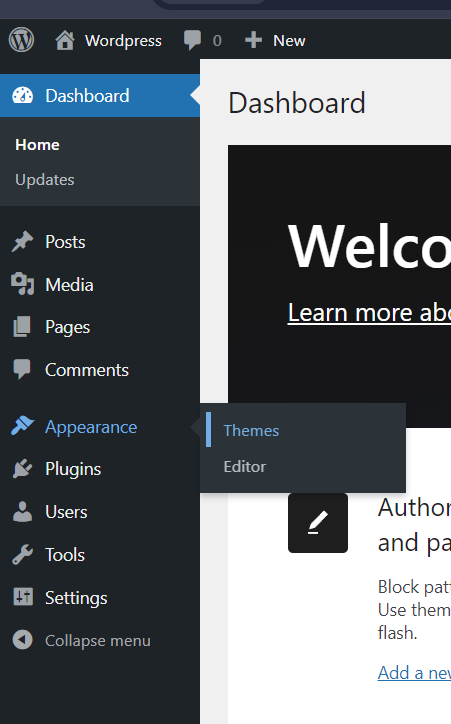 Wordpress 0 New
Dashboard
Home
Updates
Posts
Media
Pages
Comments
Appearance
Themes
Editor
Plugins
Users
Tools
Settings
Collapse menu
Dashboard
Welco
Learn more abo
Author
and pa
Block pat
Use them
flash.
Add a new